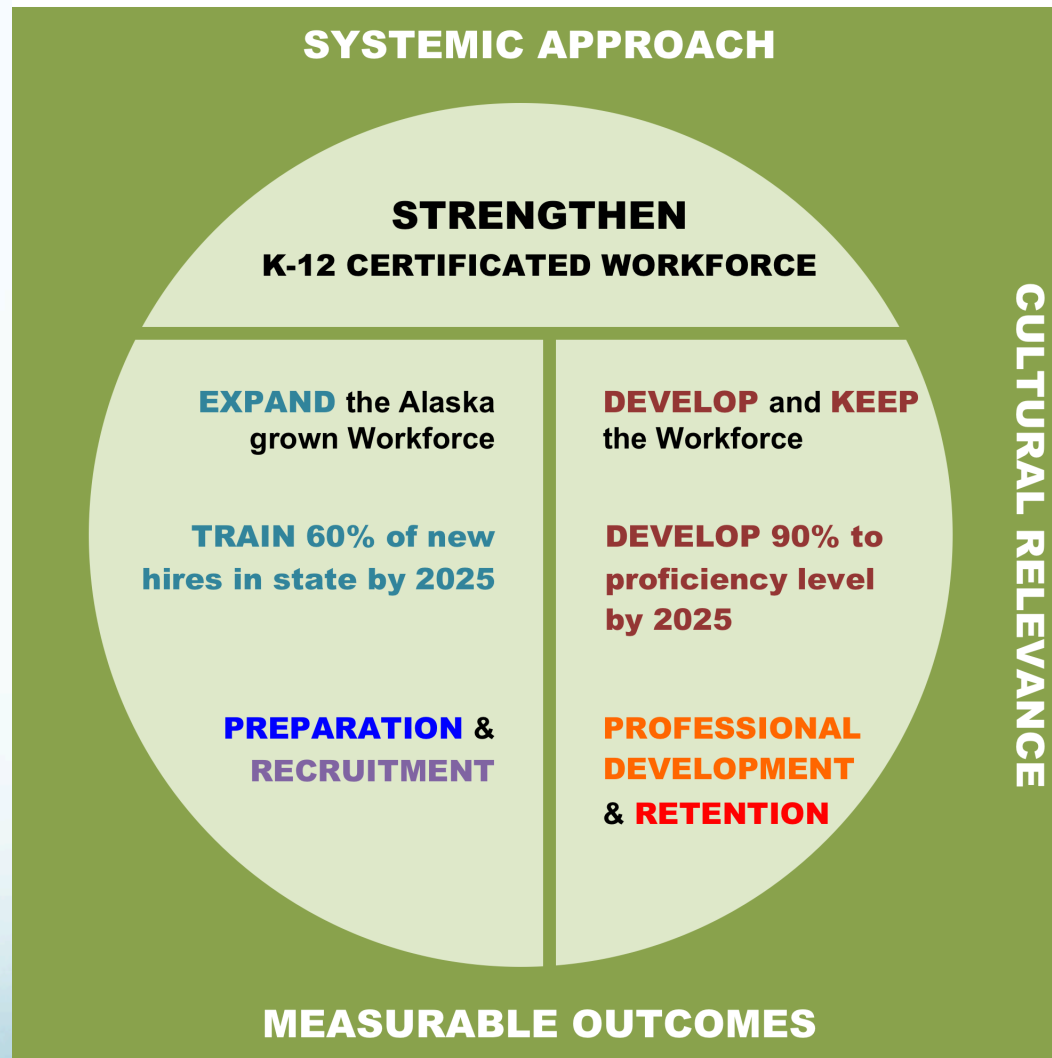 SYSTEMIC APPROACH
STRENGTHEN
K-12 CERTIFICATED WORKFORCE
EXPAND the Alaska
grown Workforce
TRAIN 60% of new
hires in state by 2025
PREPARATION &
RECRUITMENT
DEVELOP and KEEP
the Workforce
DEVELOP 90% to
proficiency level
by 2025
PROFESSIONAL
DEVELOPMENT
& RETENTION
CULTURAL RELEVANCE
MEASURABLE OUTCOMES